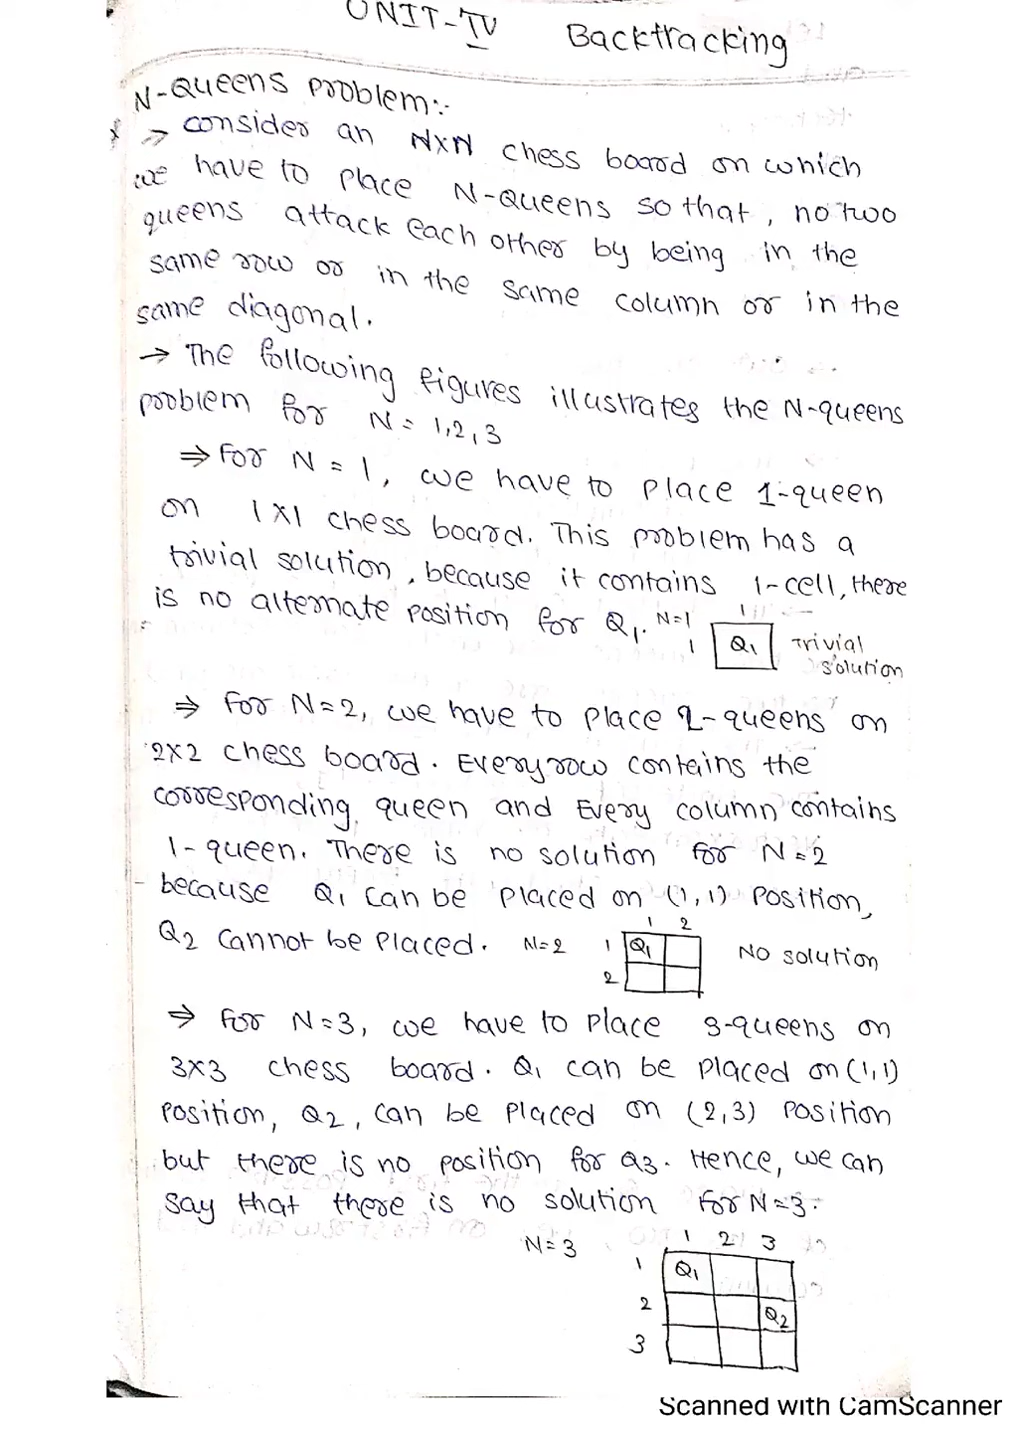 UNIT-IV Backtracking
N-Queens problem:-
→ consider an NXN chess board on which
we have to place N-Queens so that, no two
queens attack each other by being in the
same row or in the same column or in the
same diagonal.
→ The following figures illustrates the N-queens
problem for N = 1,2,3
⇒ For N = 1, we have to place 1-queen
on 1X1 chess board. This problem has a
trivial solution, because it contains 1-cell, there
is no alternate position for Q1. N=1
1
1 Q1 Trivial solution
⇒ For N=2, we have to place 2-queens on
2X2 chess board. Every row contains the
corresponding queen and Every column contains
1-queen. There is no solution for N=2
because Q1 can be placed on (1,1) position,
Q2 cannot be placed. N=2
1 2
1 Q1 NO solution
2
⇒ For N=3, we have to place 3-queens on
3X3 chess board. Q1 can be placed on (1,1)
position, Q2, can be placed on (2,3) position
but there is no position for Q3. Hence, we can
say that there is no solution for N=3.
N=3
1 2 3
1 Q1
2 Q2
3
Scanned with CamScanner